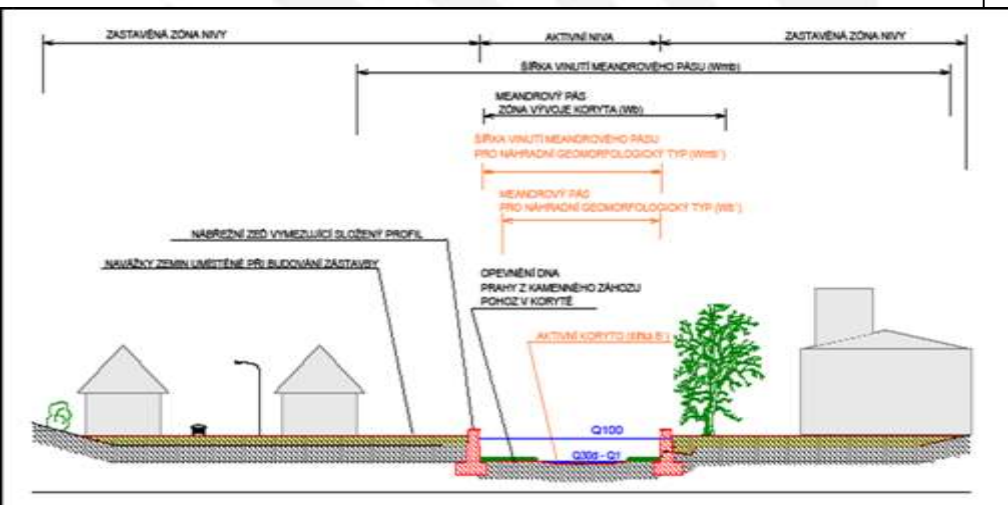 ZASTAVĚNÁ ZÓNA NIVY
AKTIVNÍ NIVA
ZASTAVĚNÁ ZÓNA NIVY
ŠÍŘKA VINUTÍ MEANDROVÉHO PÁSU (Wmb)
MEANDROVÝ PÁS
ZÓNA VÝVOJE KORYTA (Wb)
ŠÍŘKA VINUTÍ MEANDROVÉHO PÁSU
PRO NÁHRADNÍ GEOMORFOLOGICKÝ TYP (Wmb´)
MEANDROVÝ PÁS
PRO NÁHRADNÍ GEOMORFOLOGICKÝ TYP (Wb´)
NÁBŘEŽNÍ ZEĎ VYMEZUJÍCÍ SLOŽENÝ PROFIL
NAVÁŽKY ZEMIN UMÍSTĚNÉ PŘI BUDOVÁNÍ ZÁSTAVBY
OPEVNĚNÍ DNA
PRAHY Z KAMENNÉHO ZÁHOZU
POHOZ V KORYTĚ
AKTIVNÍ KORYTO (šířka B´)
Q100
Q30d - Q1